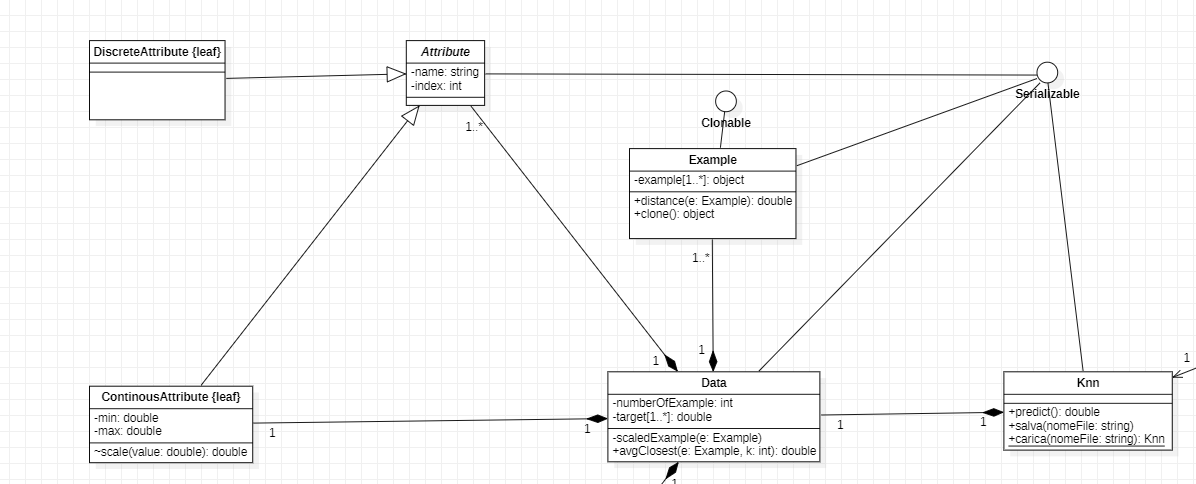 DiscreteAttribute {leaf}
Attribute
-name: string
-index: int
1..*
Serializable
Clonable
Example
-example[1..*]: object
+distance(e: Example): double
+clone(): object
1..*
1
1
1
Data
-numberOfExample: int
-target[1..*]: double
-scaledExample(e: Example)
+avgClosest(e: Example, k: int): double
1
Knn
+predict(): double
+salva(nomeFile: string)
+carica(nomeFile: string): Knn
ContinousAttribute {leaf}
-min: double
-max: double
~scale(value: double): double
1
1
1
1